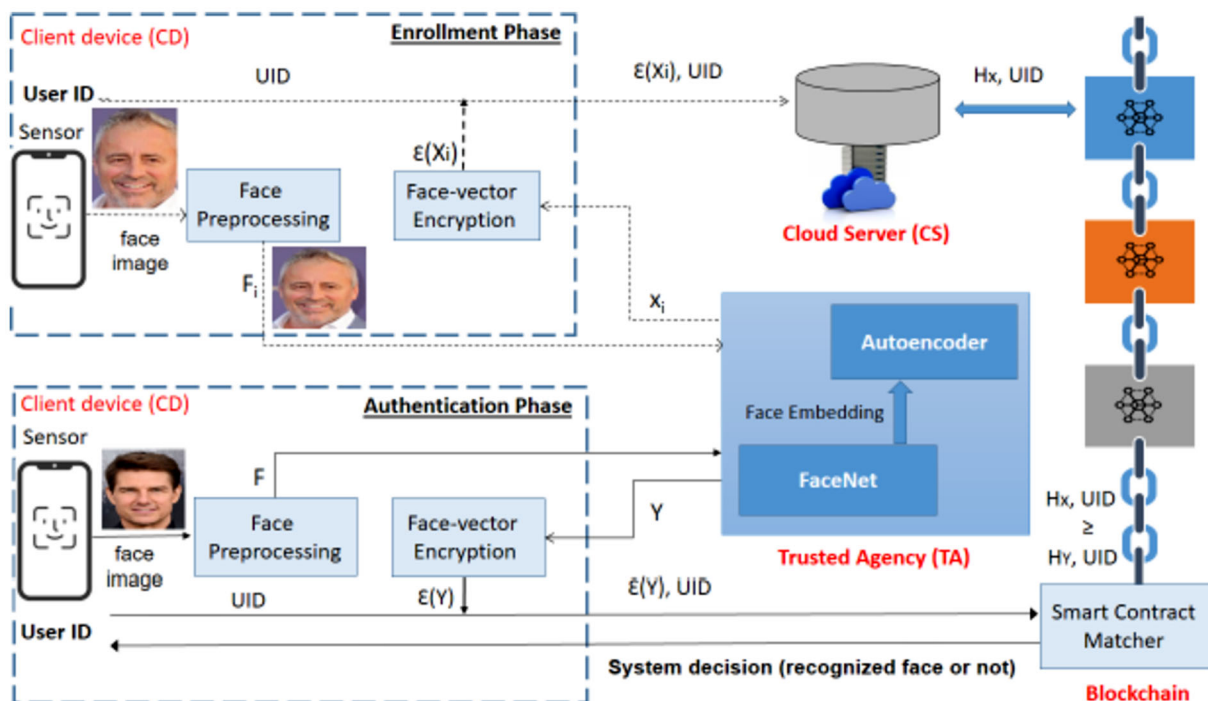 Client device (CD)
Enrollment Phase
UID
User ID
Sensor
face
image
Face
Preprocessing
Fi
Ɛ(Xi)
Face-vector
Encryption
Ɛ(Xi), UID
Cloud Server (CS)
Hx, UID
xi
Autoencoder
Face Embedding
FaceNet
Trusted Agency (TA)
Client device (CD)
Authentication Phase
Sensor
face
image
F
Face
Preprocessing
Face-vector
Encryption
Y
UID
Ɛ(Y)
Ɛ(Y), UID
User ID
System decision (recognized face or not)
Hx, UID
≥
HY, UID
Smart Contract
Matcher
Blockchain